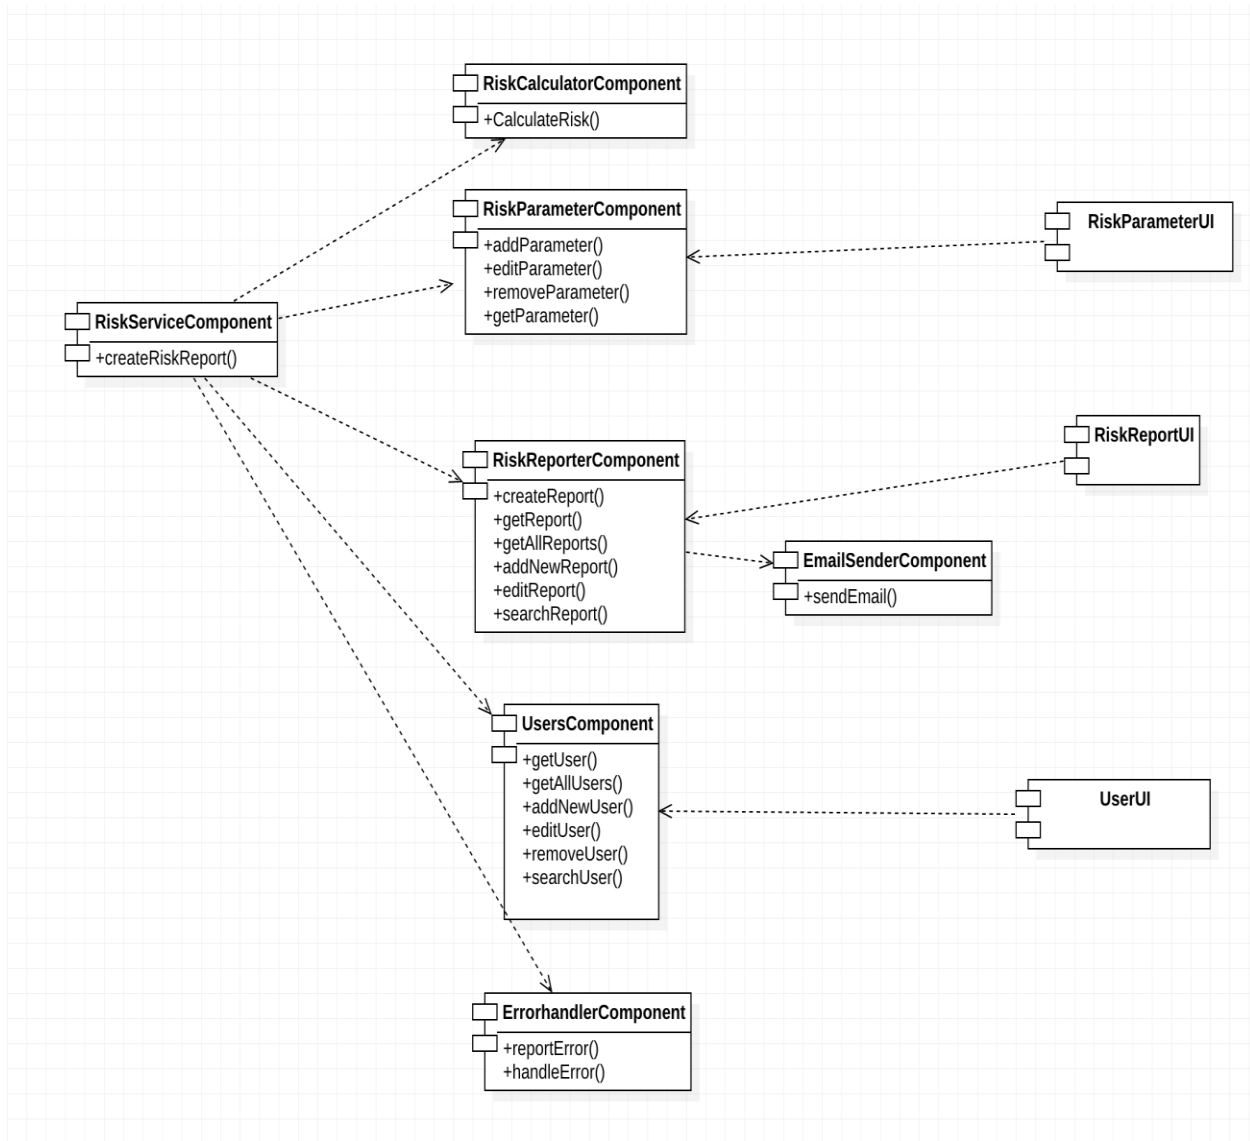 RiskCalculatorComponent
+CalculateRisk()
RiskParameterComponent
+addParameter()
+editParameter()
+removeParameter()
+getParameter()
RiskParameterUI
RiskServiceComponent
+createRiskReport()
RiskReporterComponent
+createReport()
+getReport()
+getAllReports()
+addNewReport()
+editReport()
+searchReport()
RiskReportUI
EmailSenderComponent
+sendEmail()
UsersComponent
+getUser()
+getAllUsers()
+addNewUser()
+editUser()
+removeUser()
+searchUser()
UserUI
ErrorhandlerComponent
+reportError()
+handleError()